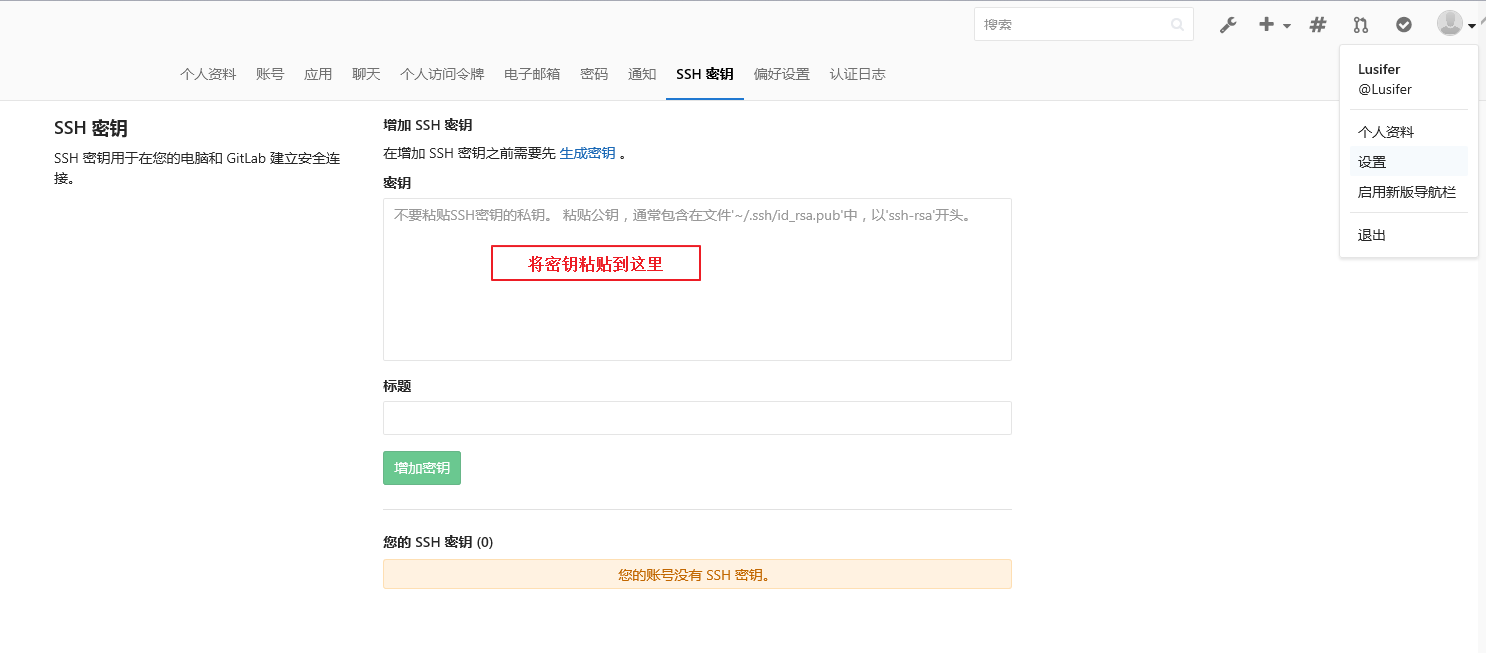 搜索
Lusifer
@Lusifer
个人资料
设置
启用新版导航栏
退出
个人资料 账号 应用 聊天 个人访问令牌 电子邮箱 密码 通知 SSH 密钥 偏好设置 认证日志
SSH 密钥
SSH 密钥用于在您的电脑和 GitLab 建立安全连
接。
增加 SSH 密钥
在增加 SSH 密钥之前需要先 生成密钥 。
密钥
不要粘贴SSH密钥的私钥。 粘贴公钥，通常包含在文件'~/.ssh/id_rsa.pub'中，以'ssh-rsa'开头。
将密钥粘贴到这里
标题
增加密钥
您的 SSH 密钥 (0)
您的账号没有 SSH 密钥。